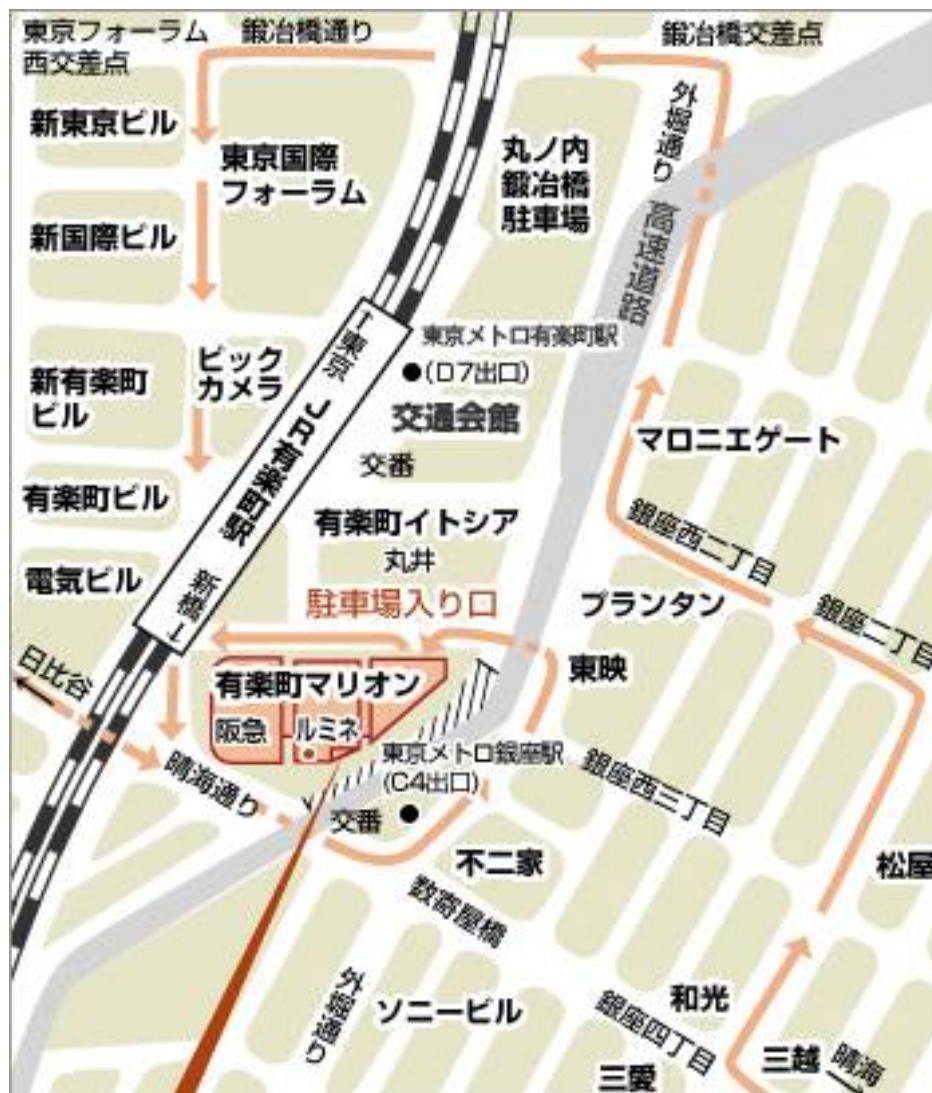 東京フォーラム
西交差点
鍛冶橋通り
鍛冶橋交差点
新東京ビル
東京国際
フォーラム
丸ノ内
鍛冶橋
駐車場
外堀通り
高速道路
新国際ビル
↑東京
JR有楽町駅
新橋↓
東京メトロ有楽町駅
●(D7出口)
新有楽町
ビル
ビック
カメラ
交通会館
交番
マロニエゲート
有楽町ビル
有楽町イトシア
丸井
銀座西二丁目
電気ビル
駐車場入り口
プランタン
銀座二丁目
日比谷
有楽町マリオン
東映
阪急
ルミネ
東京メトロ銀座駅
(C4出口)
晴海通り
銀座西三丁目
交番
不二家
松屋
数寄屋橋
外堀通り
ソニービル
和光
銀座四丁目
三越
晴海
三愛